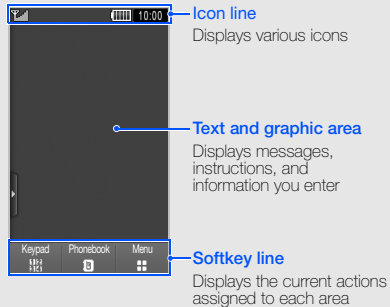 10:00
Icon line
Displays various icons
Text and graphic area
Displays messages,
instructions, and
information you enter
Keypad Phonebook Menu
Softkey line
Displays the current actions
assigned to each area